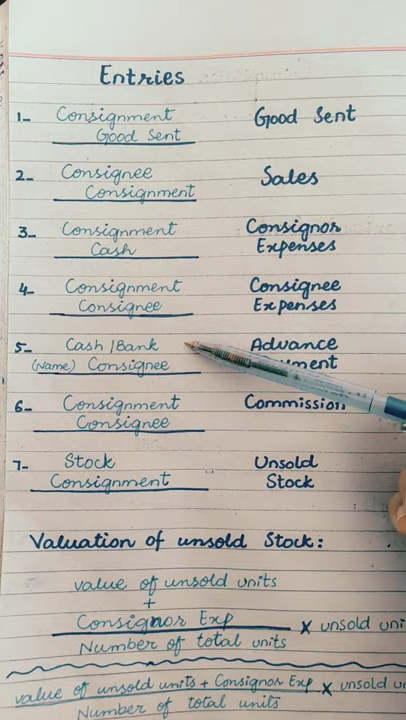 Entries
1- Consignment Good Sent
Good Sent
2- Consignee Sales
Consignment
3- Consignment Consignor
Cash Expenses
4- Consignment Consignee
Consignee Expenses
5- Cash/Bank Advance
(Name) Consignee
6- Consignment Commission
Consignee
7- Stock Unsold
Consignment Stock
Valuation of unsold Stock:
value of unsold units
+
Consignor Exp X unsold
Number of total units
value of unsold units + Consignor Exp X unsold
Number of total units